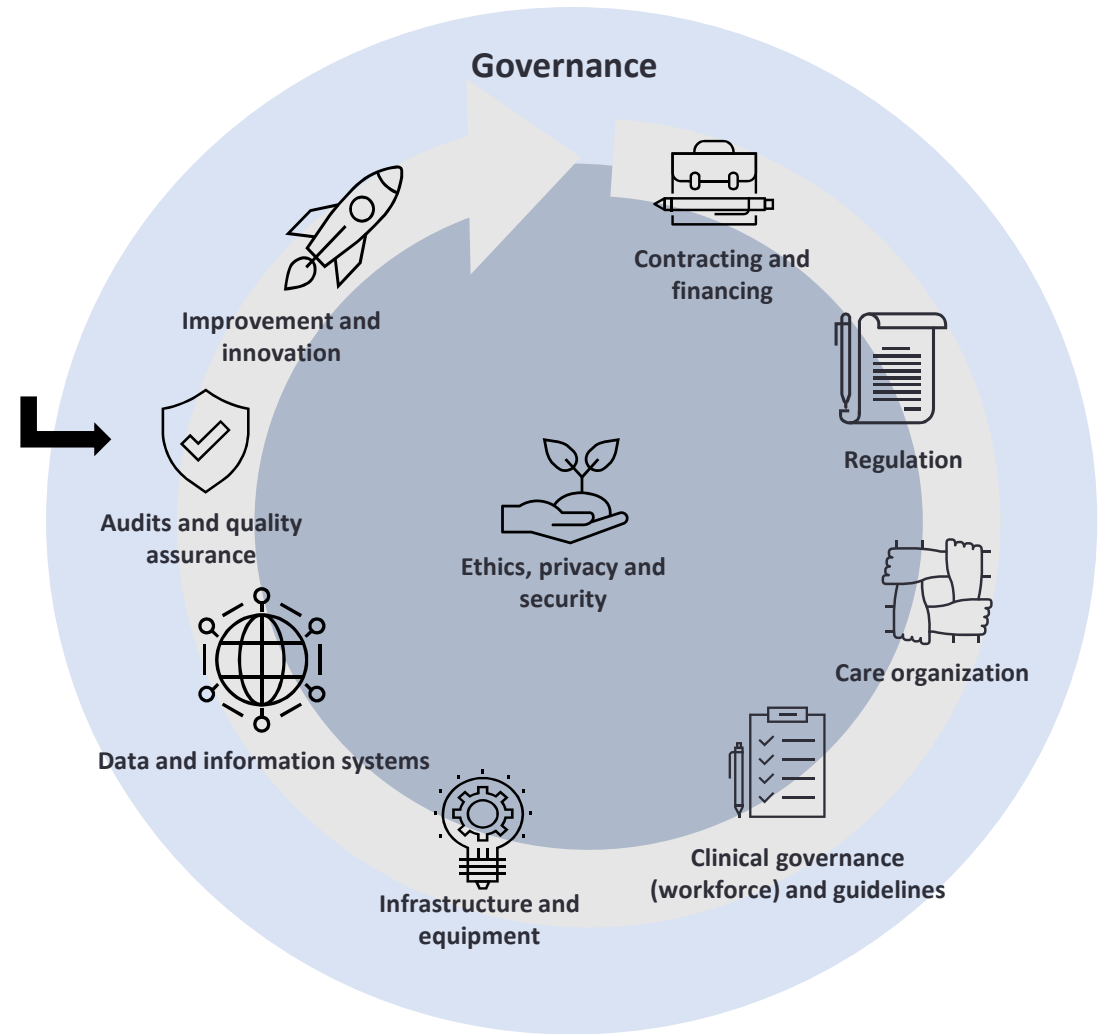 Governance
Contracting and
financing
Regulation
Care organization
Clinical governance
(workforce) and guidelines
Infrastructure and
equipment
Data and information systems
Audits and quality
assurance
Improvement and
innovation
Ethics, privacy and
security